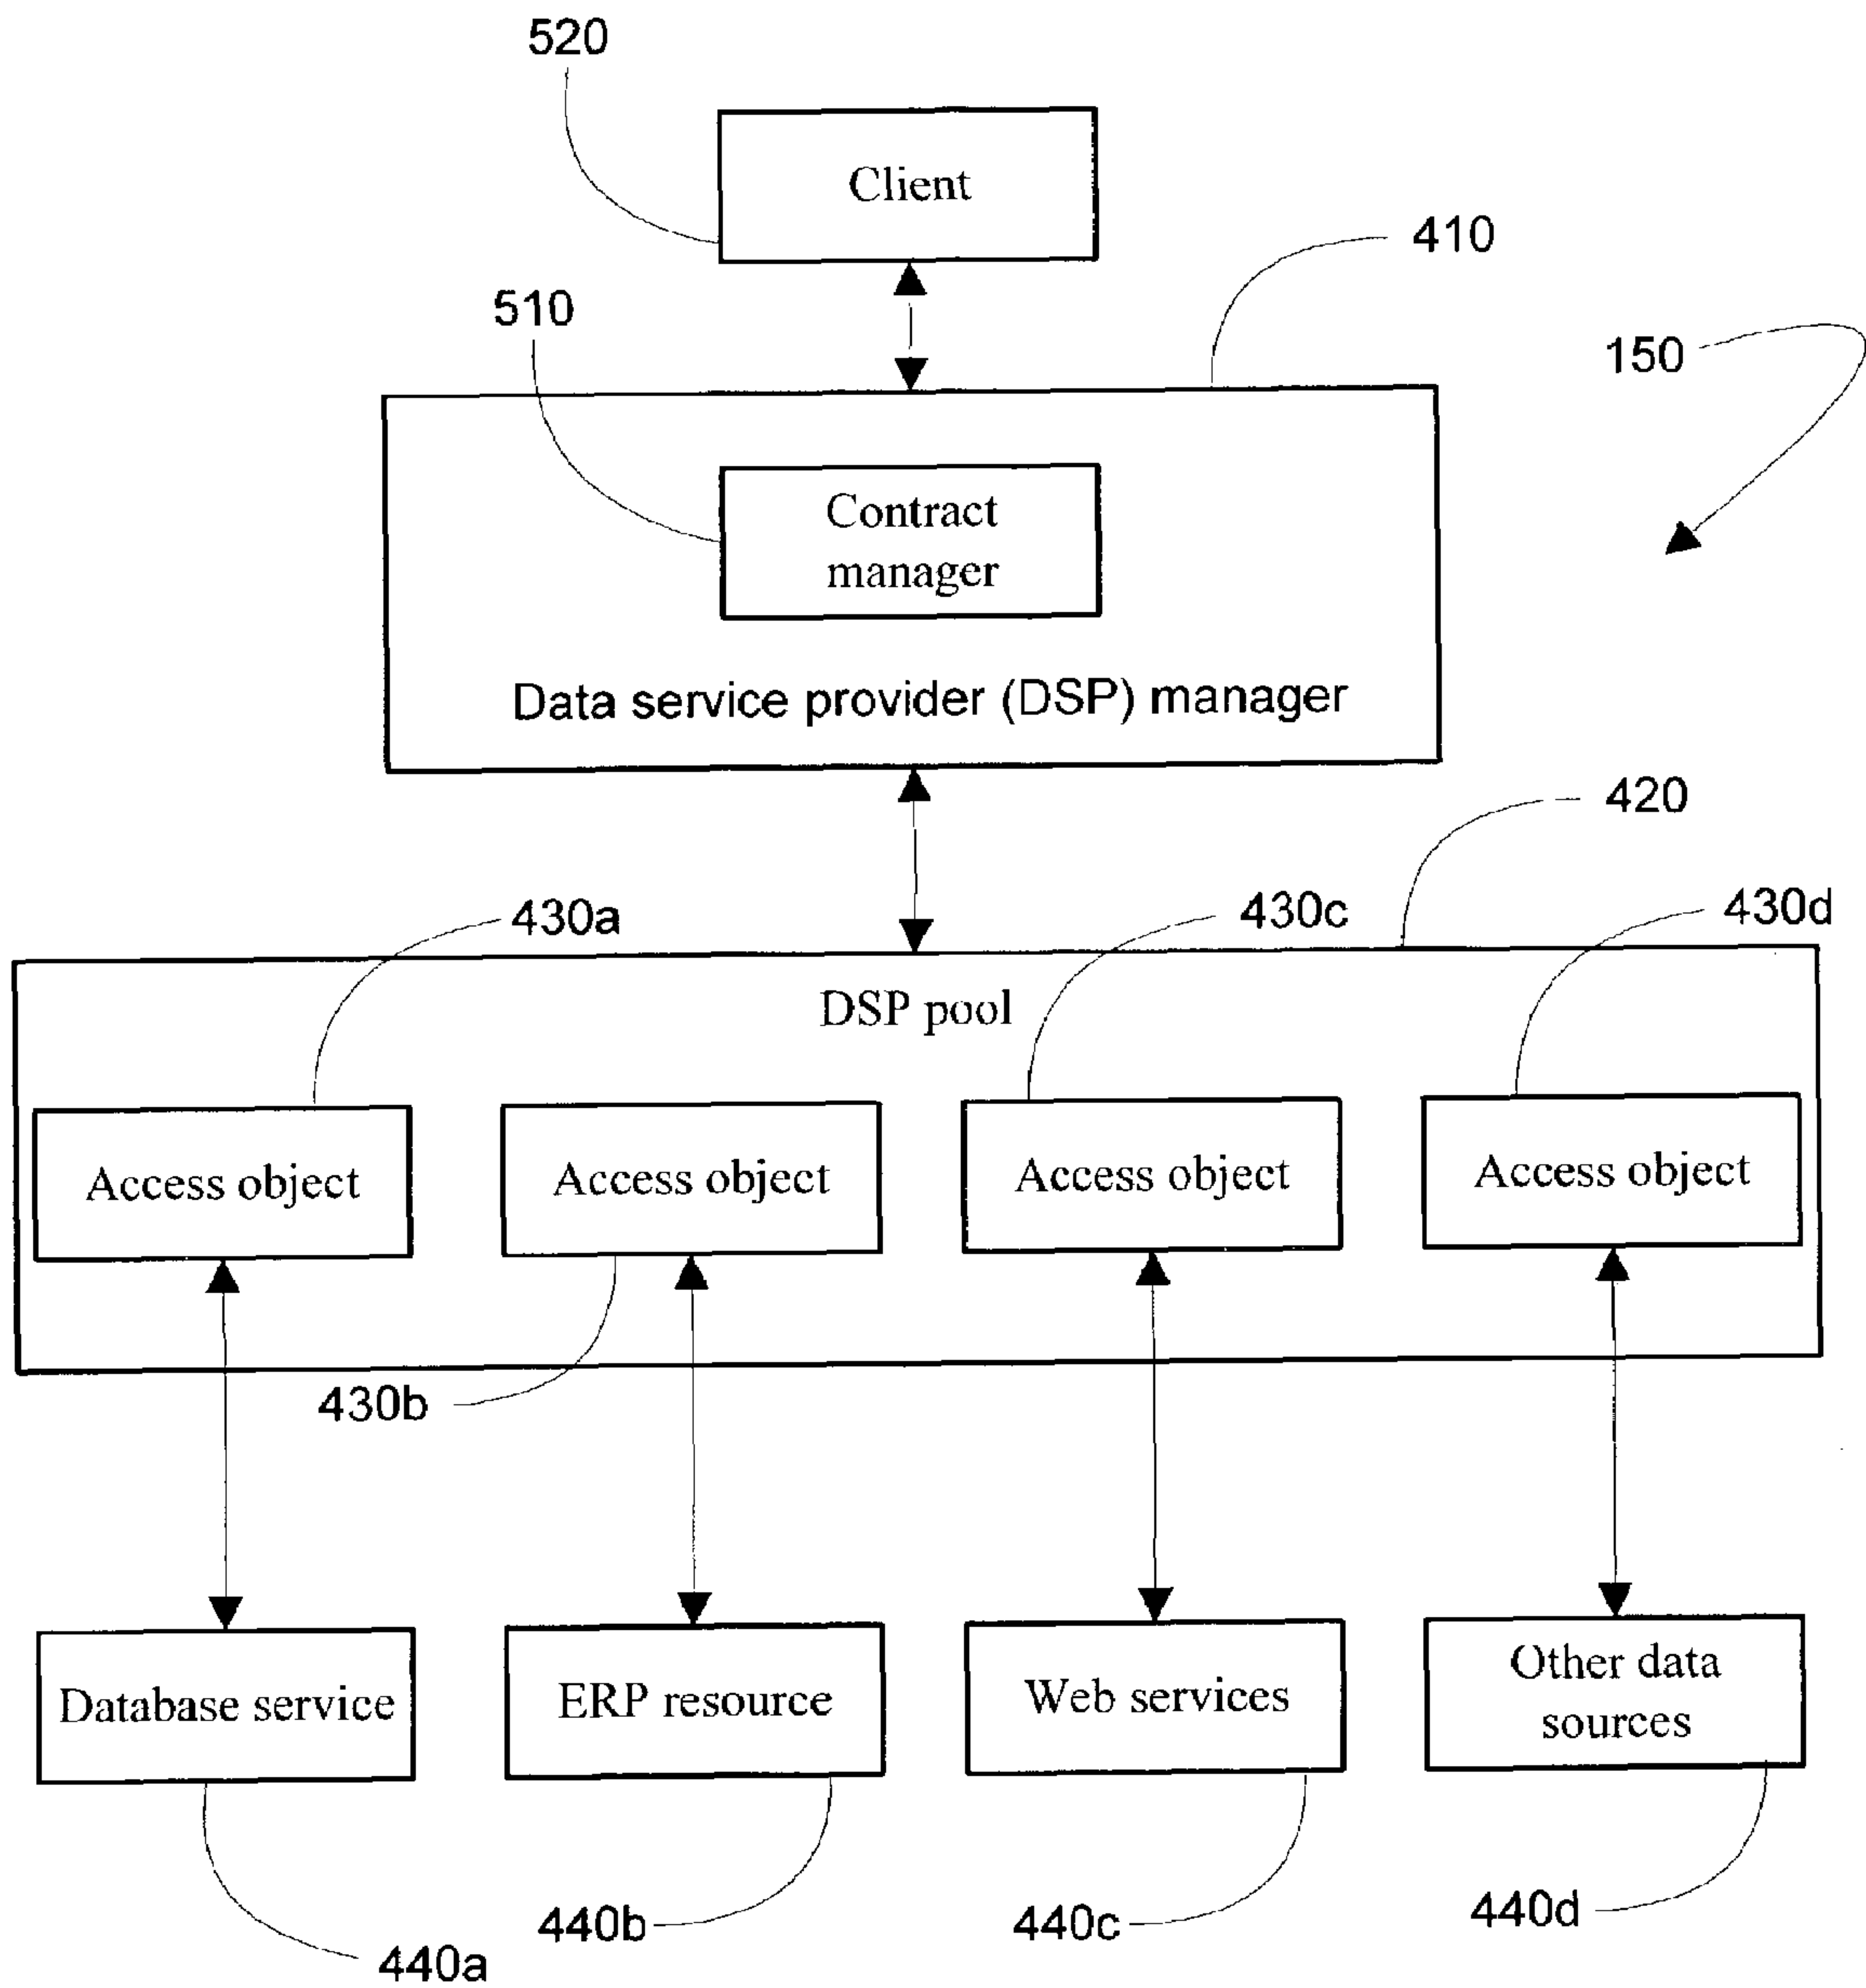 520
Client
410
510
150
Contract
manager
Data service provider (DSP) manager
420
430a
430c
430d
DSP pool
Access object
Access object
Access object
Access object
430b
Database service
ERP resource
Web services
Other data
sources
440a
440b
440c
440d